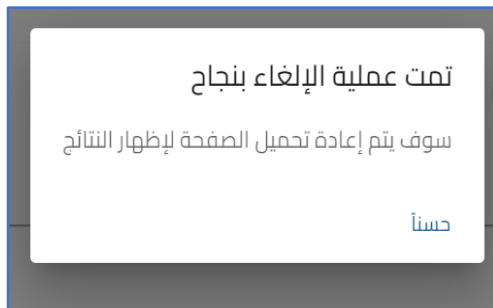 تمت عملية الإلغاء بنجاح
سوف يتم إعادة تحميل الصفحة لإظهار النتائج
حسناً